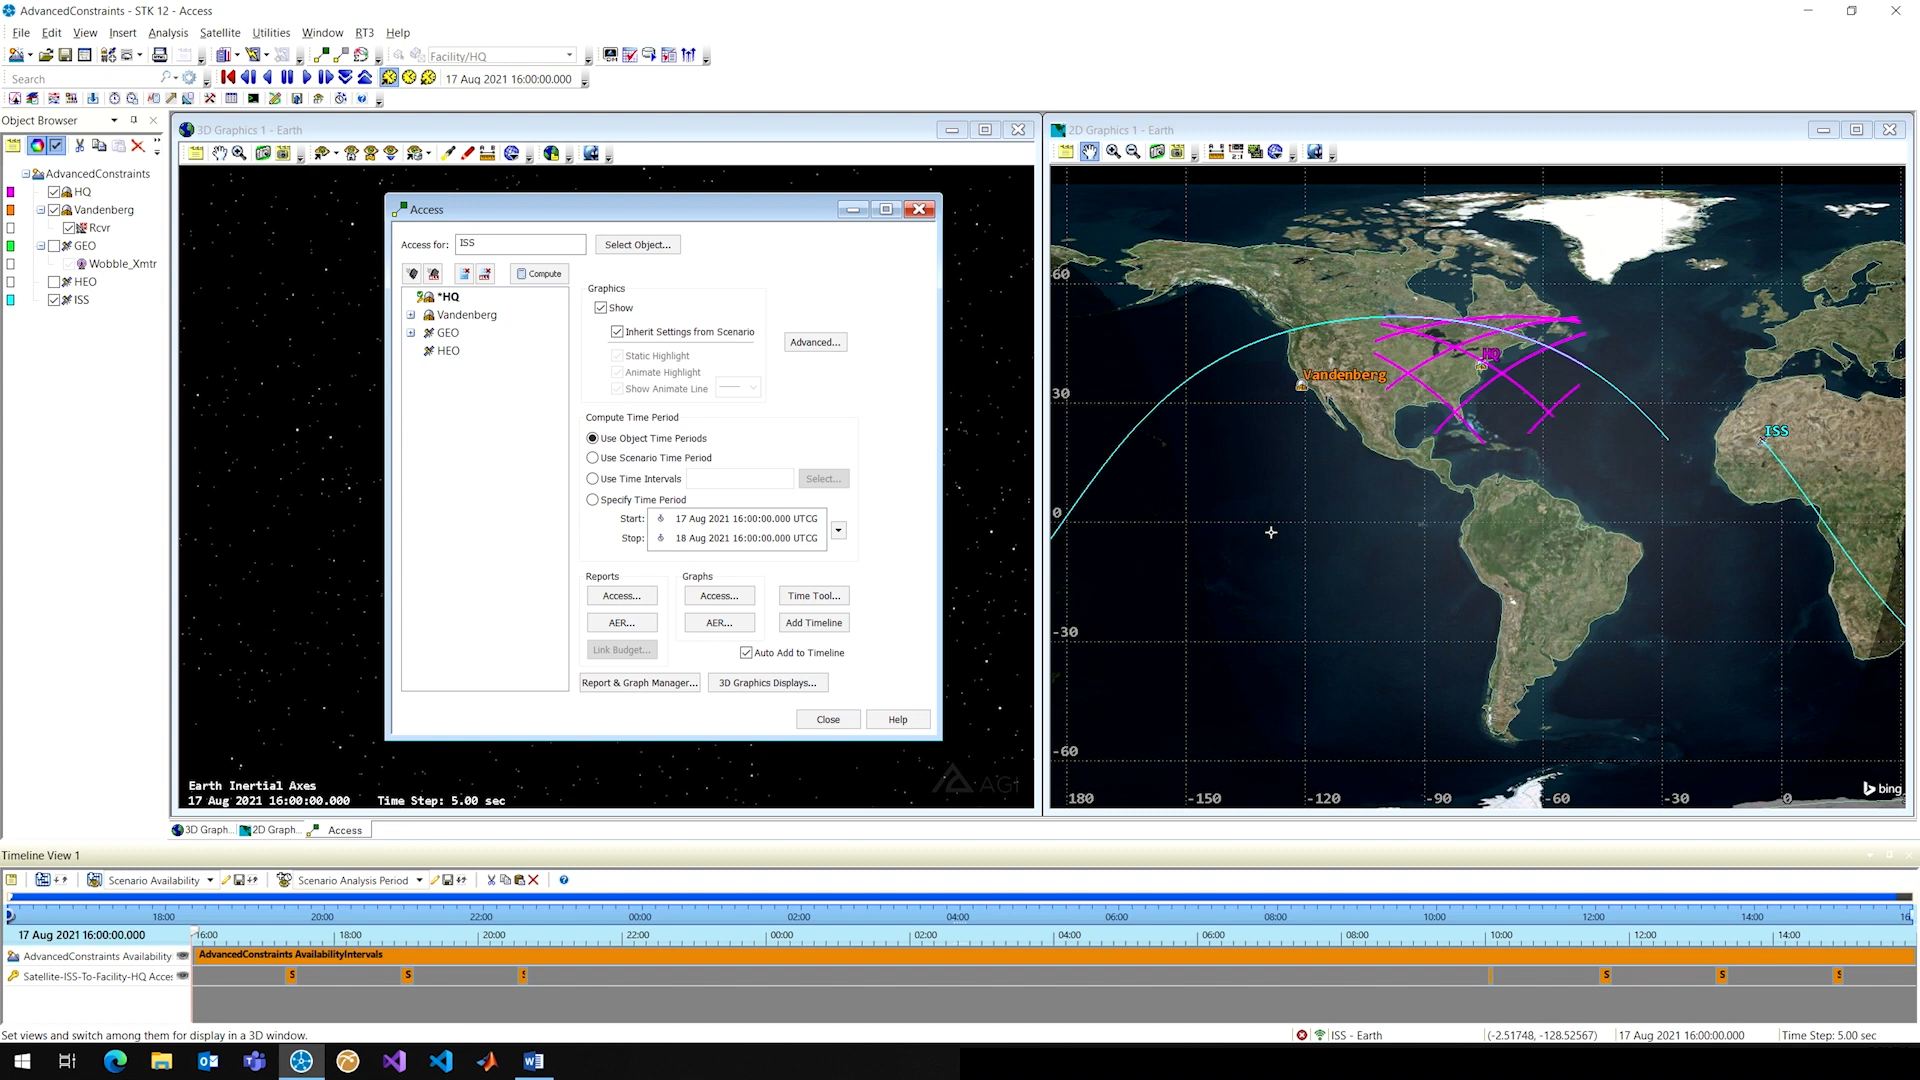 AdvancedConstraints - STK 12 - Access
File Edit View Insert Analysis Satellite Utilities Window RT3 Help
Facility/HQ
Search
17 Aug 2021 16:00:00.000
Object Browser
AdvancedConstraints
HQ
Vandenberg
Rcvr
GEO
Wobble_Xmtr
HEO
ISS
3D Graphics 1 - Earth
Access
Access for: ISS Select Object...
Compute
*HQ
Vandenberg
GEO
HEO
Graphics
Show
Inherit Settings from Scenario
Advanced...
Static Highlight
Animate Highlight
Show Animate Line
Compute Time Period
Use Object Time Periods
Use Scenario Time Period
Use Time Intervals Select...
Specify Time Period
Start: 17 Aug 2021 16:00:00.000 UTCG
Stop: 18 Aug 2021 16:00:00.000 UTCG
Reports Graphs
Access... Access... Time Tool...
AER... AER... Add Timeline
Link Budget... Auto Add to Timeline
Report & Graph Manager... 3D Graphics Displays...
Close Help
AGI
Earth Inertial Axes
17 Aug 2021 16:00:00.000 Time Step: 5.00 sec
2D Graphics 1 - Earth
60
HQ
Vandenberg
30
ISS
0
-30
-60
bing
180 -150 -120 -90 -60 -30 0
3D Graph... 2D Graph... Access
Timeline View 1
Scenario Availability Scenario Analysis Period
18:00 20:00 22:00 00:00 02:00 04:00 06:00 08:00 10:00 12:00 14:00 16:
17 Aug 2021 16:00:00.000 16:00 18:00 20:00 22:00 00:00 02:00 04:00 06:00 08:00 10:00 12:00 14:00
AdvancedConstraints Availability AdvancedConstraints AvailabilityIntervals
Satellite-ISS-To-Facility-HQ Acces S S S S S S
Set views and switch among them for display in a 3D window. ISS - Earth (-2.51748, -128.52567) 17 Aug 2021 16:00:00.000 Time Step: 5.00 sec